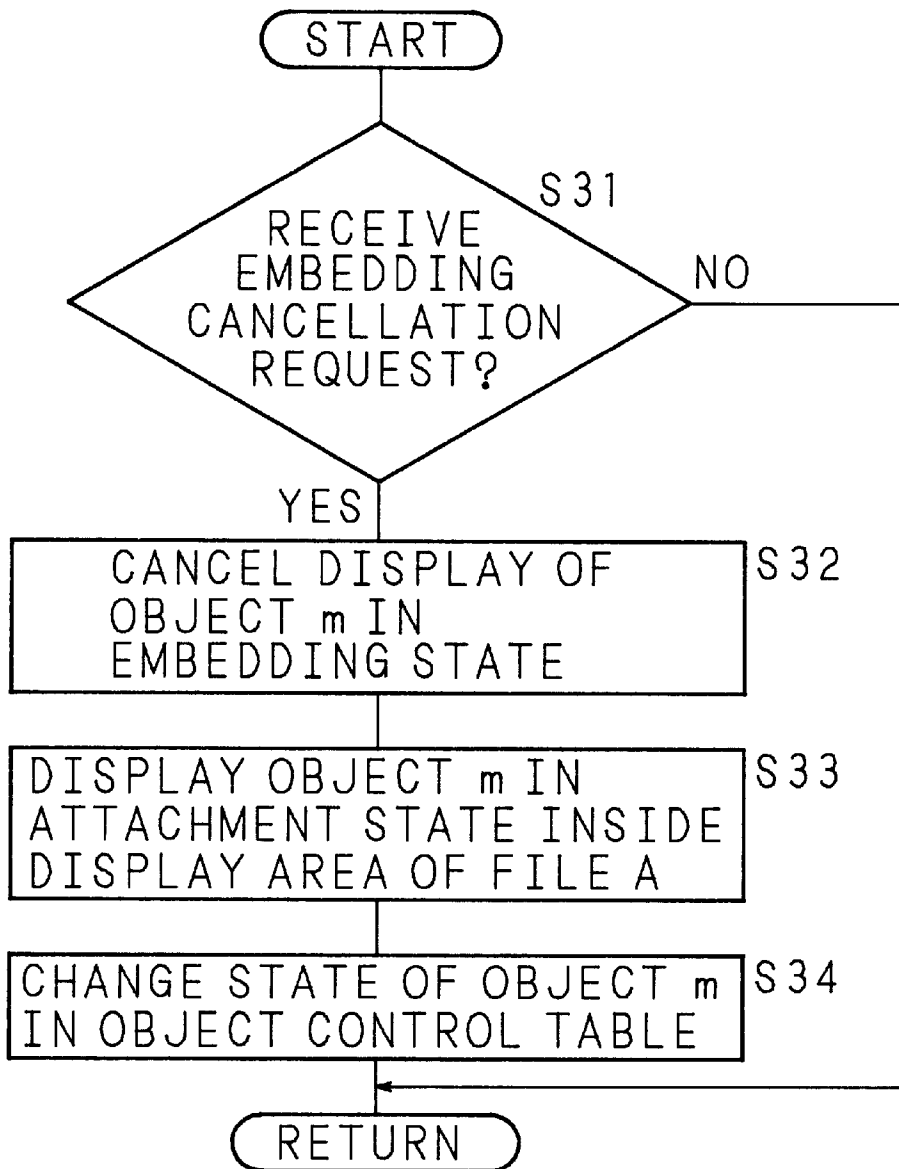 START
S31
RECEIVE
EMBEDDING
CANCELLATION
REQUEST?
NO
YES
CANCEL DISPLAY OF
OBJECT m IN
EMBEDDING STATE
S32
DISPLAY OBJECT m IN
ATTACHMENT STATE INSIDE
DISPLAY AREA OF FILE A
S33
CHANGE STATE OF OBJECT m
IN OBJECT CONTROL TABLE
S34
RETURN